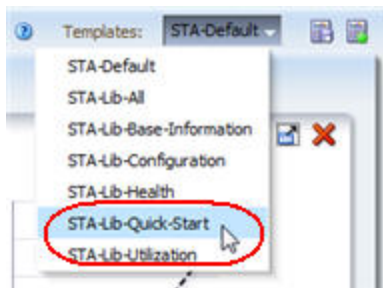 Templates: STA-Default
STA-Default
STA-Lib-All
STA-Lib-Base-Information
STA-Lib-Configuration
STA-Lib-Health
STA-Lib-Quick-Start
STA-Lib-Utilization